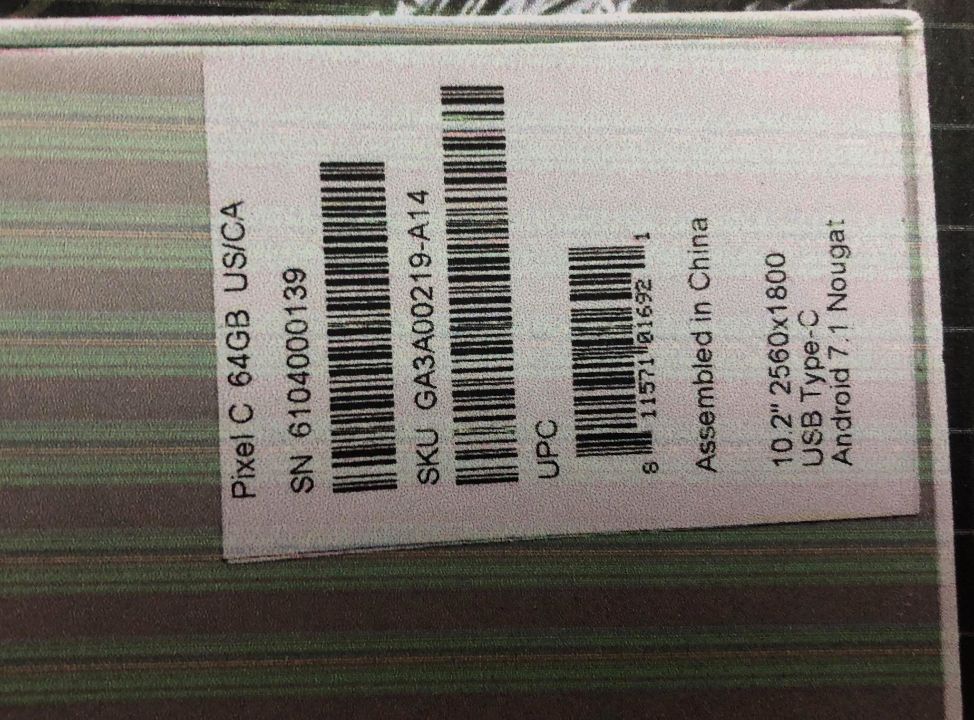 Pixel C 64GB US/CA
SN 6104000139
SKU GA3A00219-A14
UPC
8 11571 01692 1
Assembled in China
10.2" 2560x1800
USB Type-C
Android 7.1 Nougat